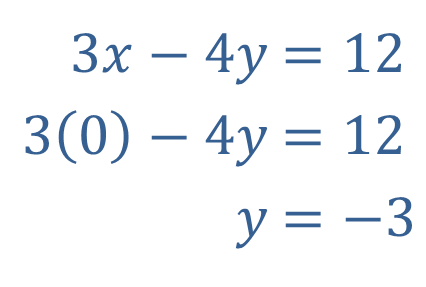 3x − 4y = 12
3(0) − 4y = 12
y = −3